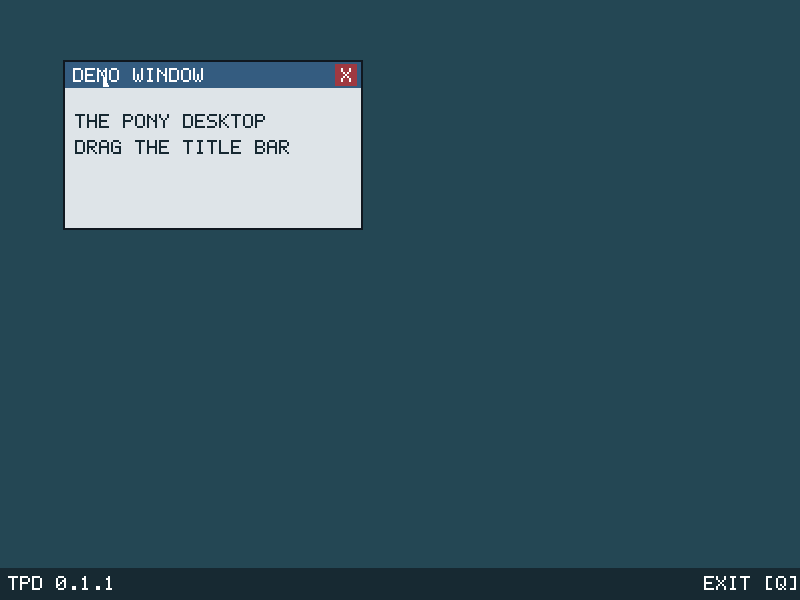 DEMO WINDOW X
THE PONY DESKTOP
DRAG THE TITLE BAR
TPD 0.1.1 EXIT [Q]